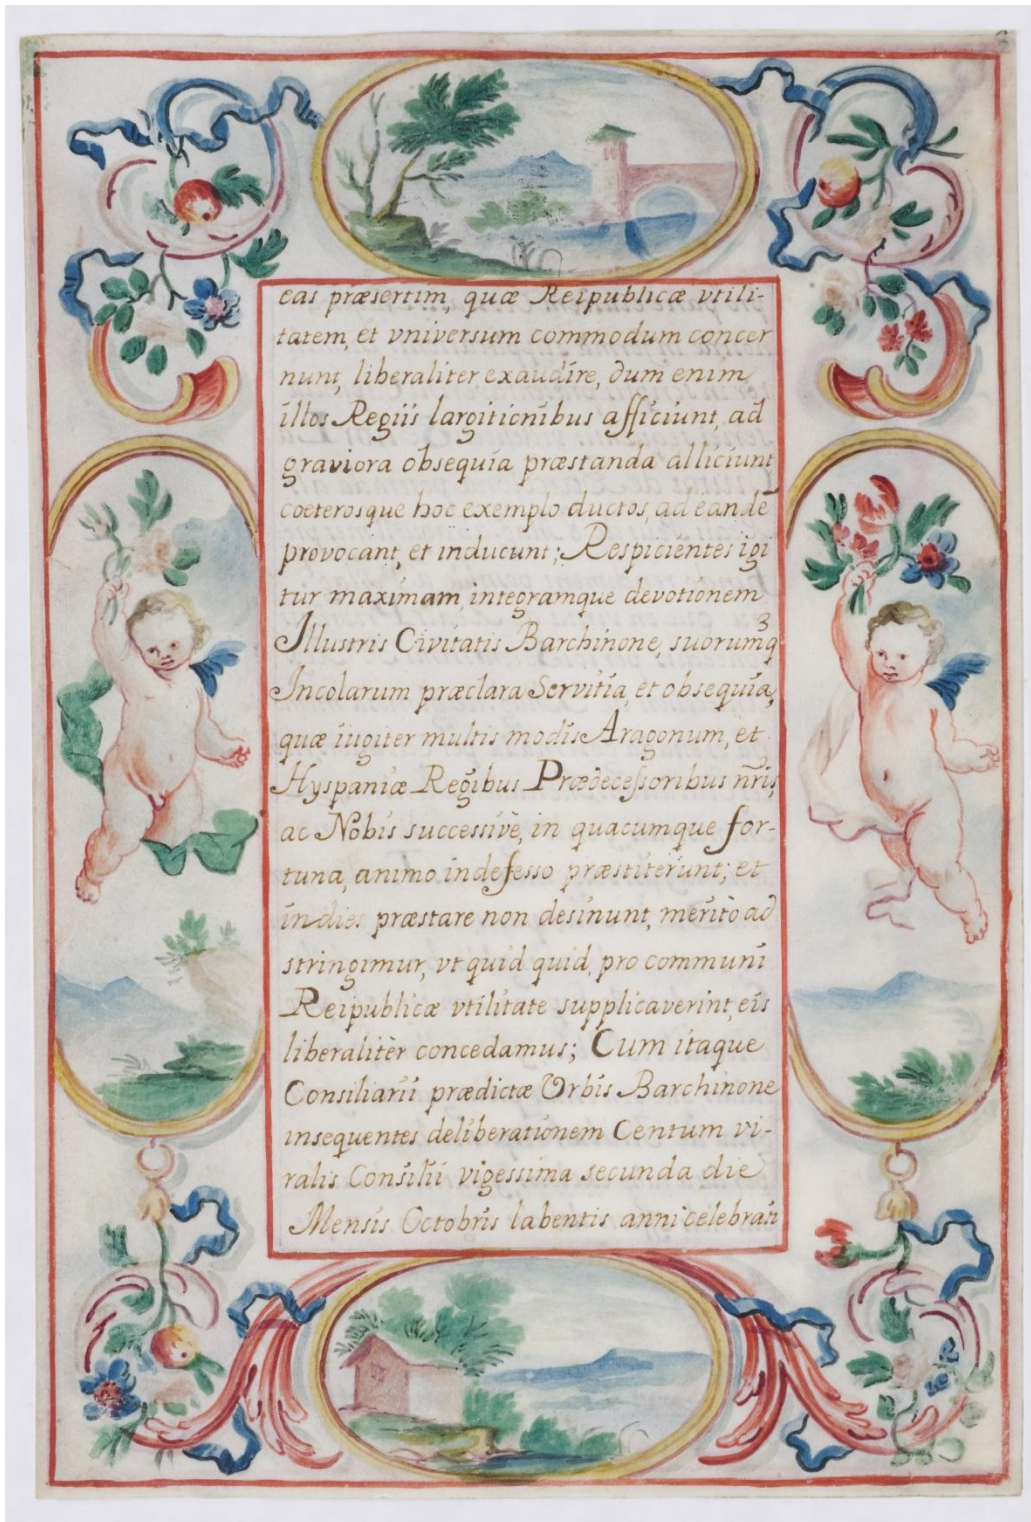 eas præsertim, quæ Reipublicæ vtili-
tatem, et vniversum commodum concer
nunt, liberaliter exaudire, dum enim
illos Regiis largitionibus afficiunt, ad
graviora obsequia præstanda alliciunt
coeterosque hoc exemplo ductos, ad eandē
provocant, et inducunt; Respicientes igi
tur maximam, integramque devotionem
Illustris Civitatis Barchinone, suorumq3
Incolarum præclara Servitia, et obsequia,
quæ iugiter multis modis Aragonum, et
Hyspaniæ Regibus Prædecessoribus nr̃is,
ac Nobis successivè, in quacumque for-
tuna, animo indefesso præstiterunt; et
in dies præstare non desinunt, meritò ad
stringimur, vt quid quid, pro communi
Reipublicæ vtilitate supplicaverint, eis
liberalitèr concedamus; Cum itaque
Consiliarii prædictæ Vrbis Barchinone
insequentes deliberationem Centum vi-
ralis Consilii vigessima secunda die
Mensis Octobris labentis anni celebrati